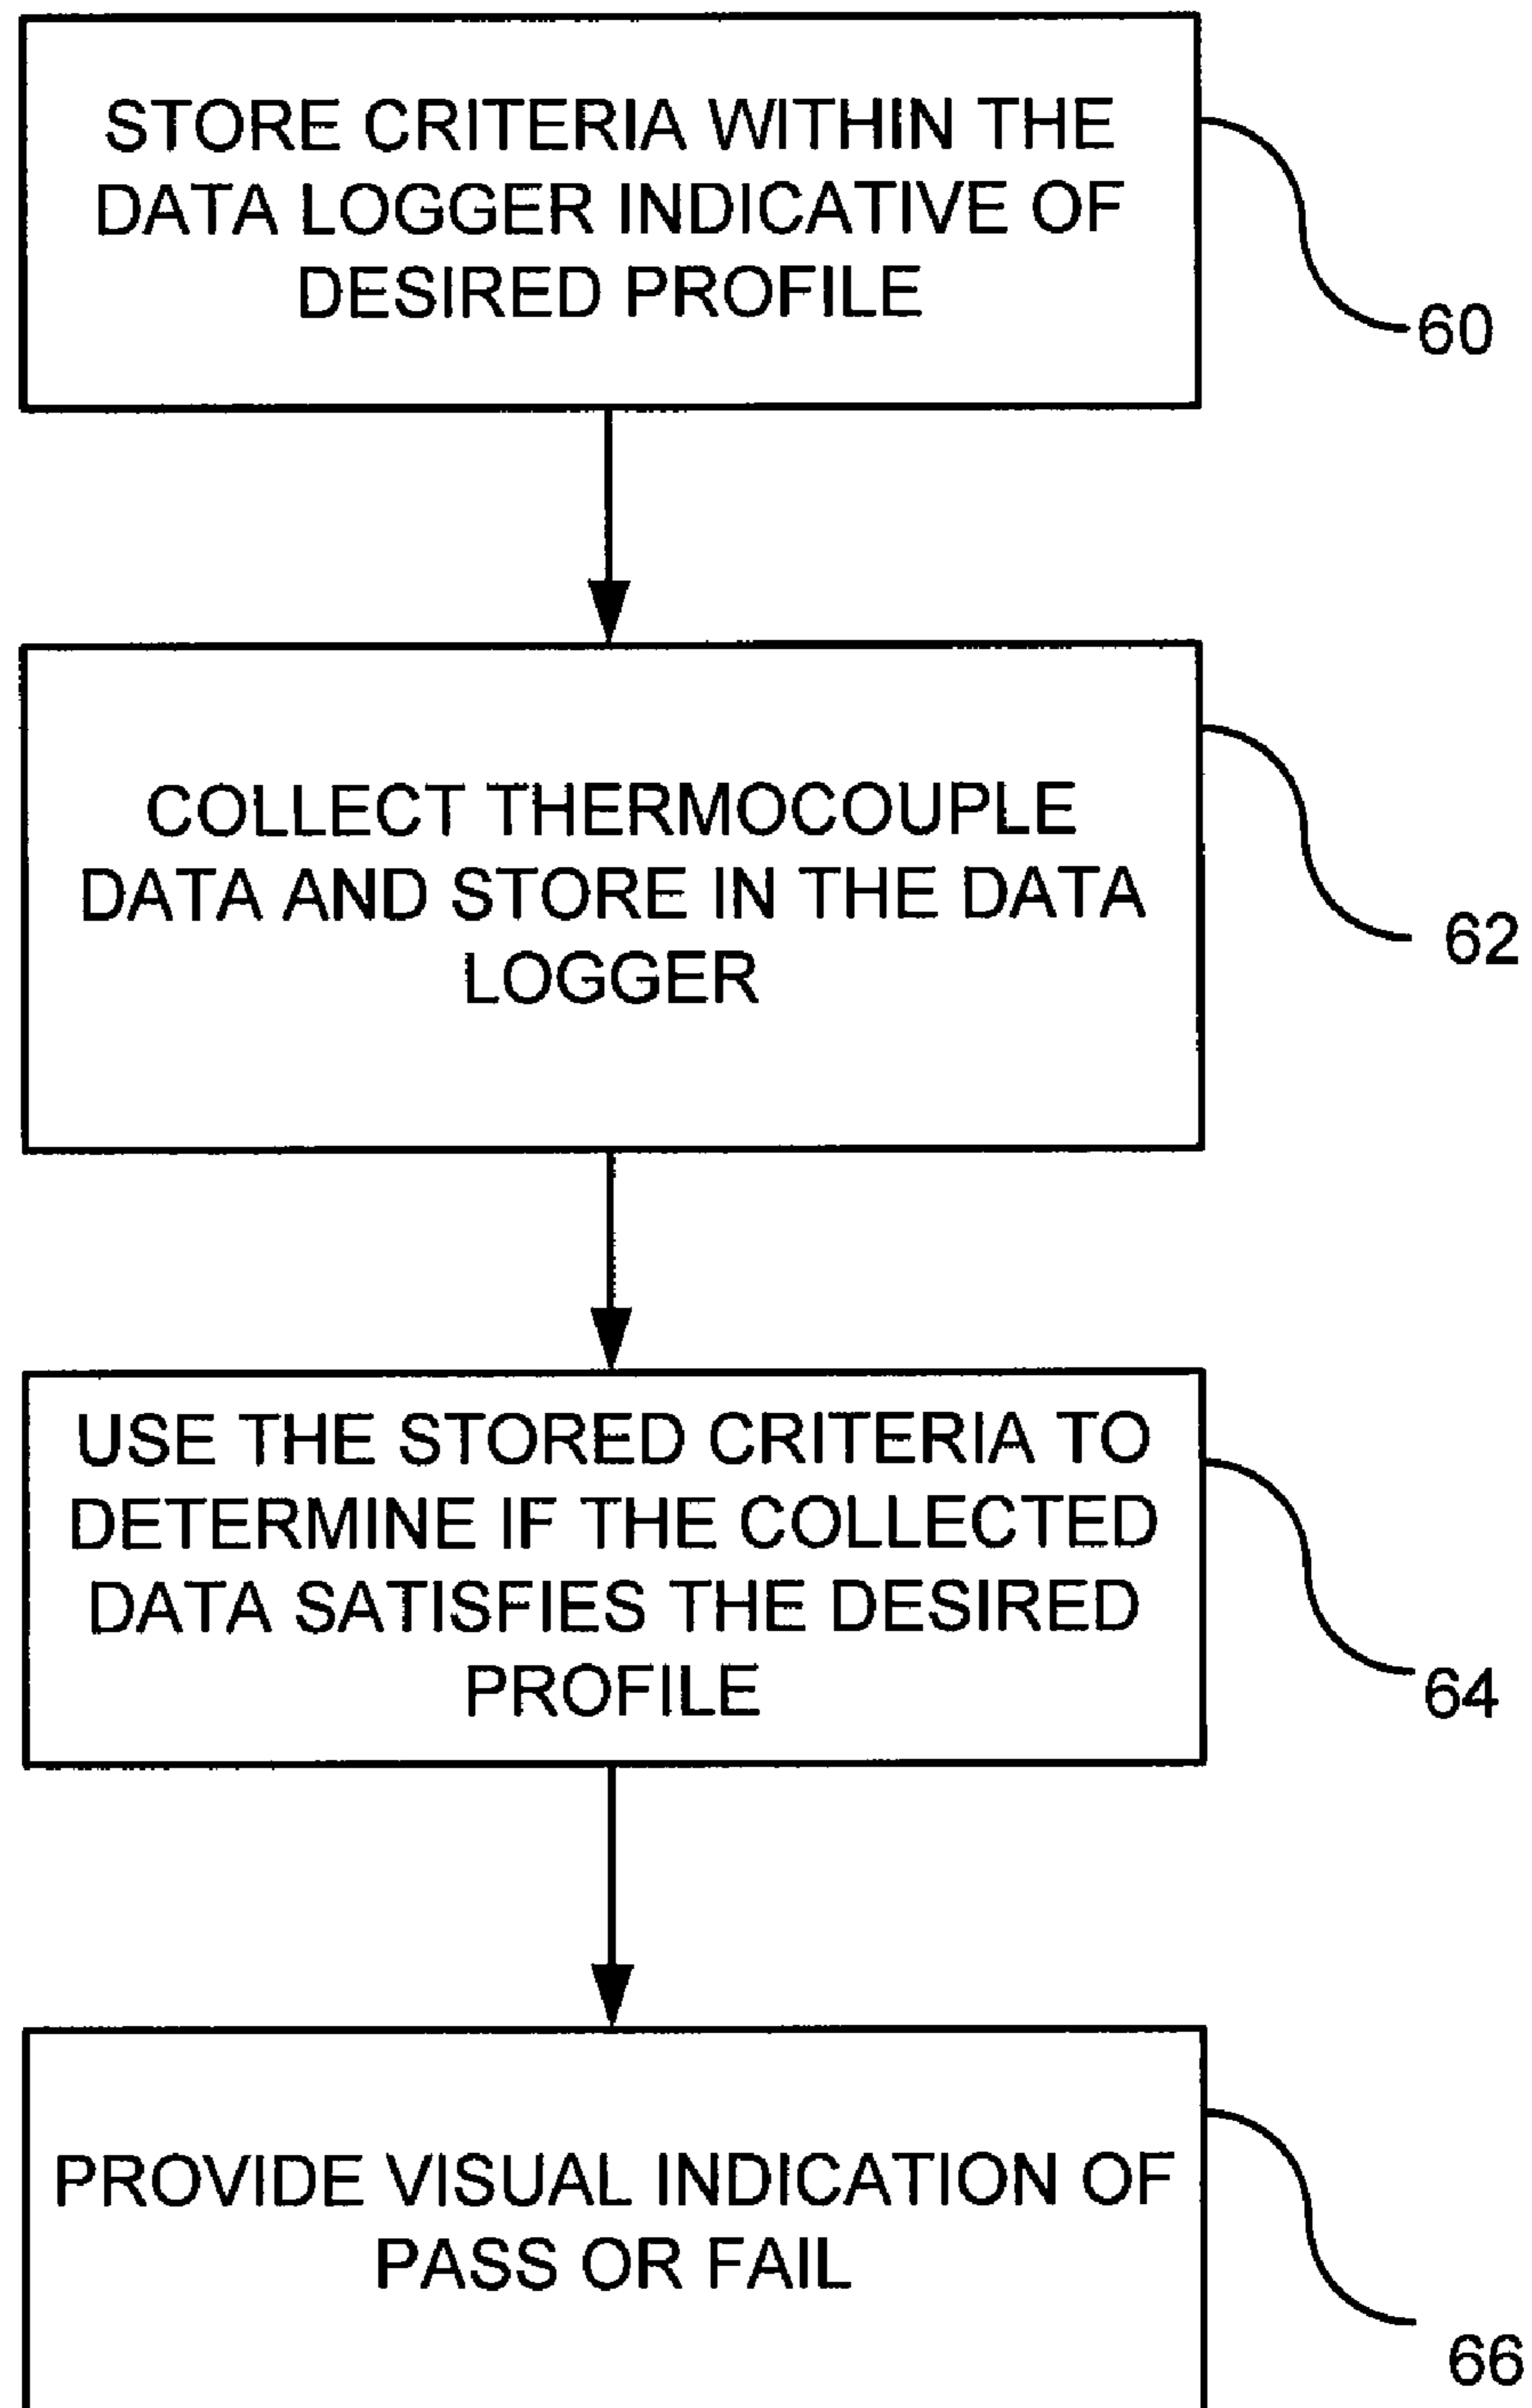 STORE CRITERIA WITHIN THE
DATA LOGGER INDICATIVE OF
DESIRED PROFILE
60
COLLECT THERMOCOUPLE
DATA AND STORE IN THE DATA
LOGGER
62
USE THE STORED CRITERIA TO
DETERMINE IF THE COLLECTED
DATA SATISFIES THE DESIRED
PROFILE
64
PROVIDE VISUAL INDICATION OF
PASS OR FAIL
66